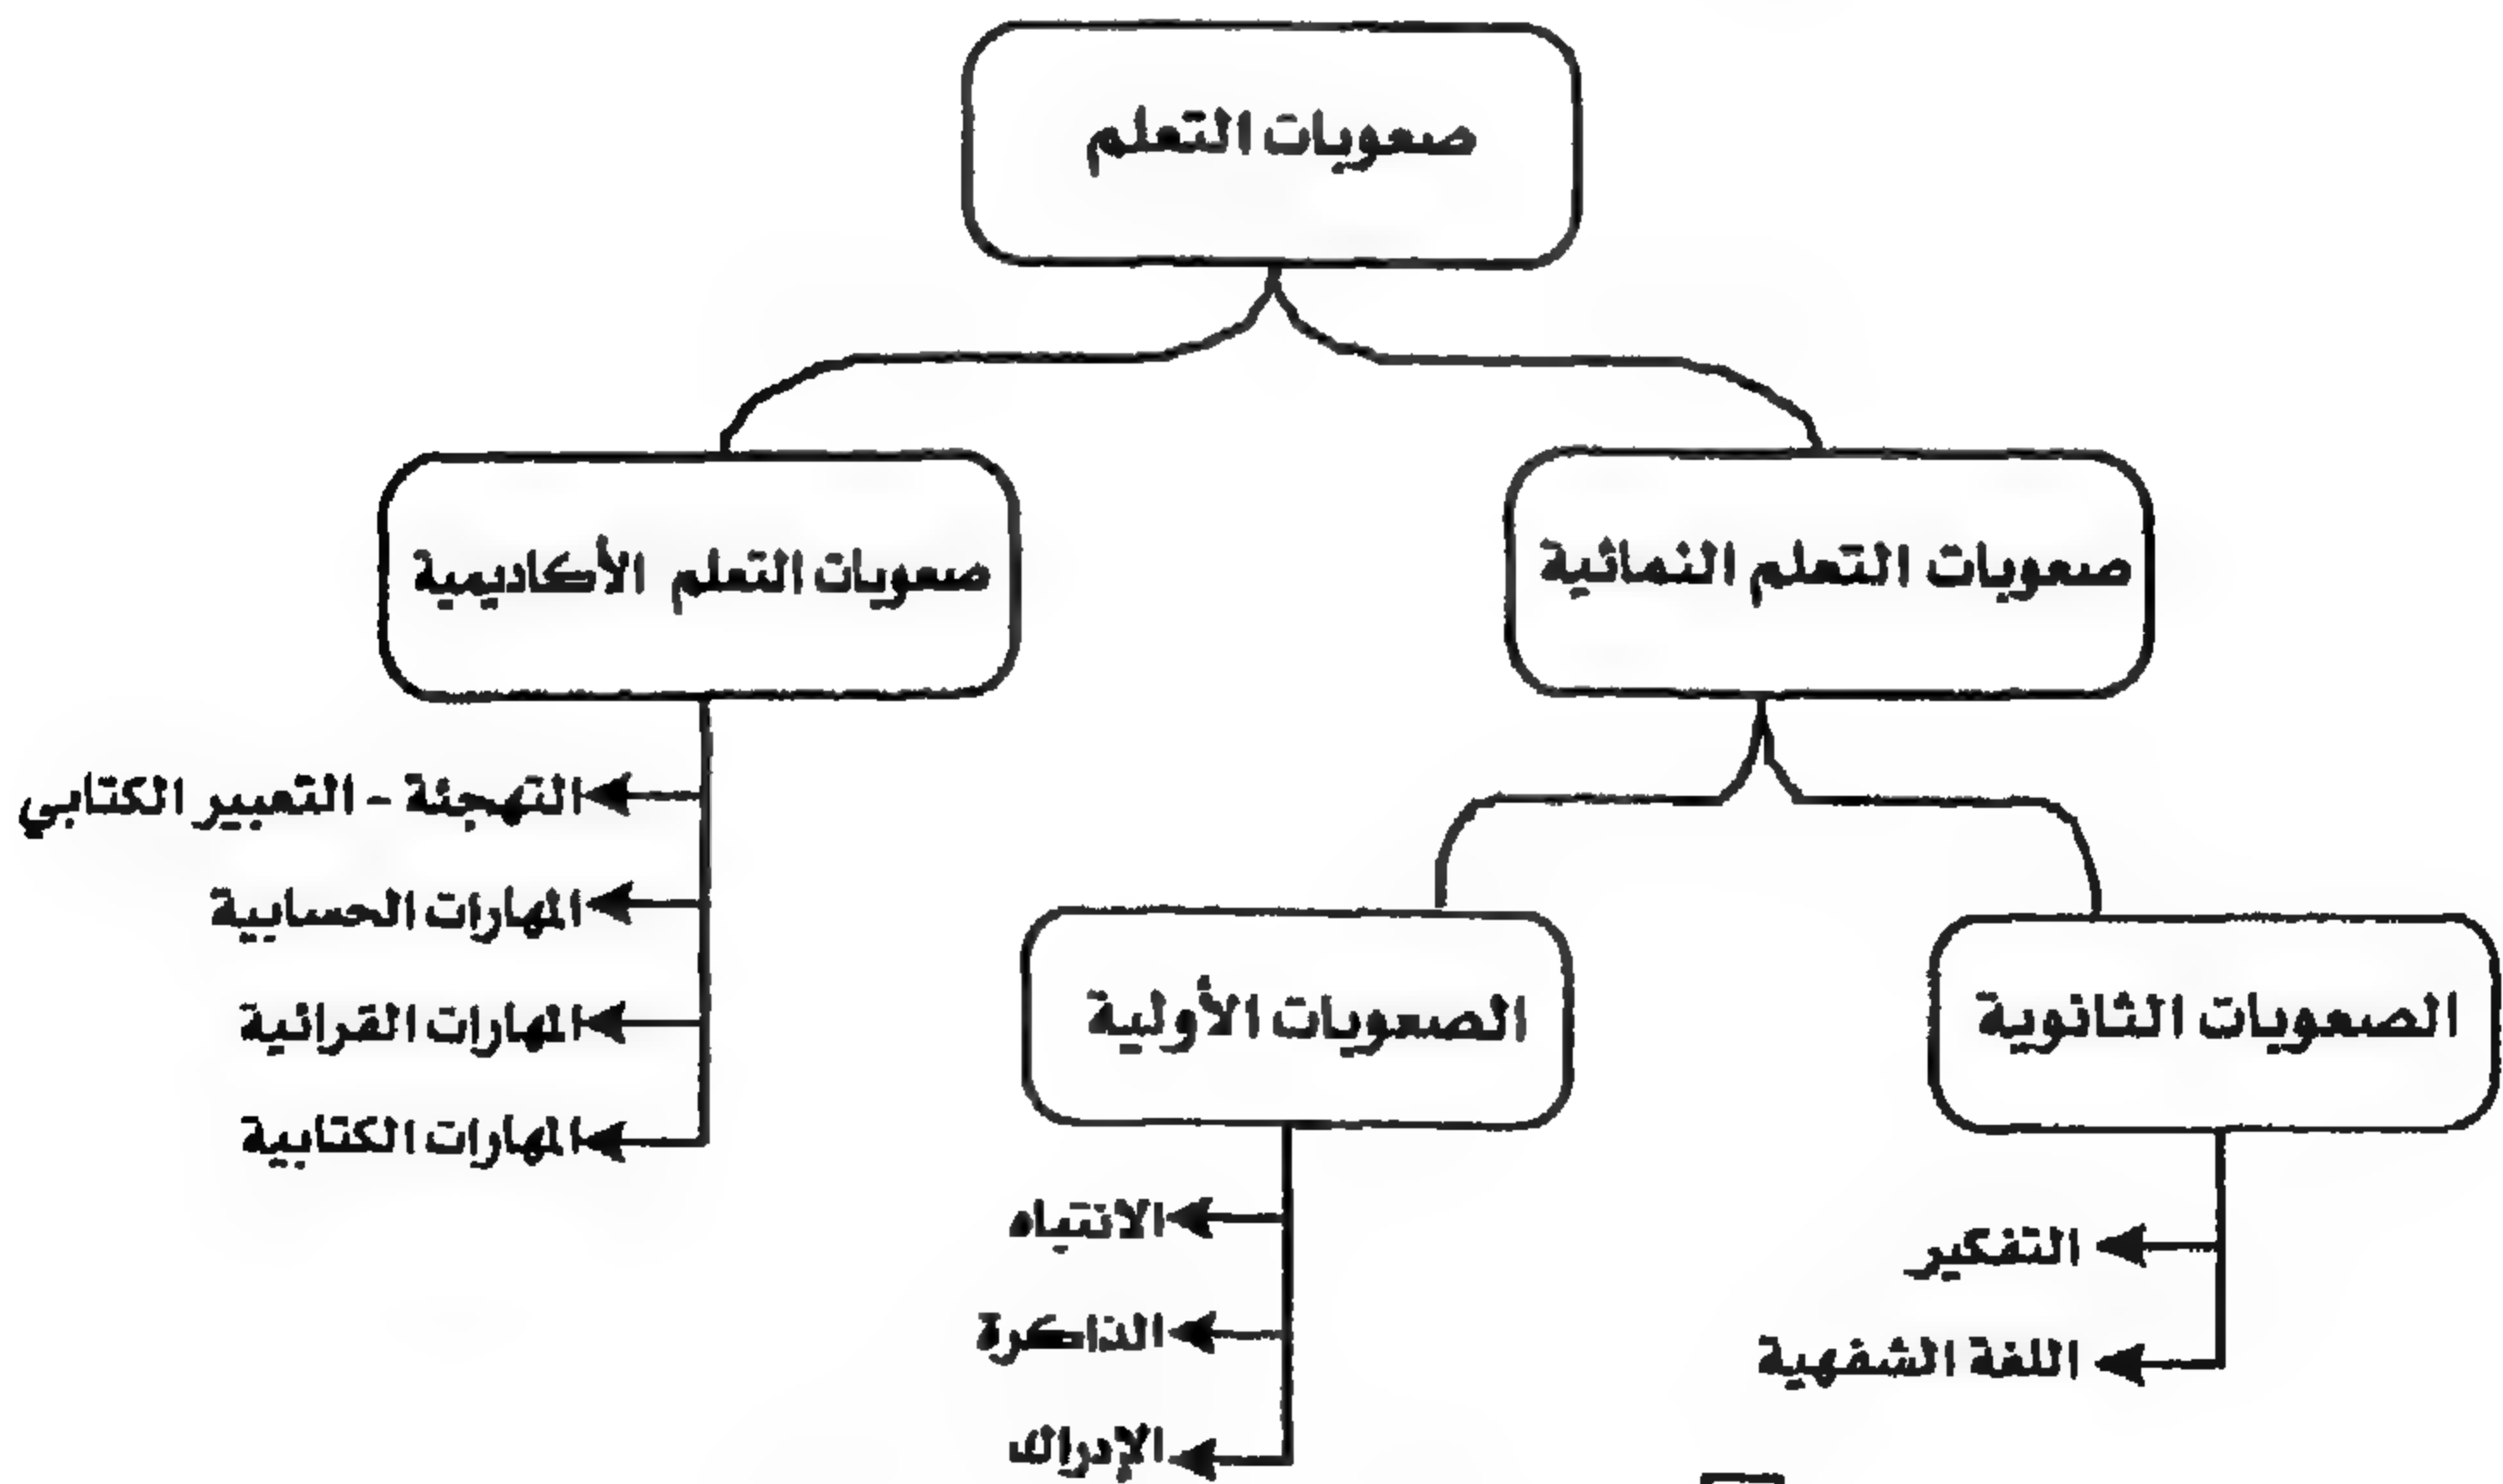 صعوبات التعلم
صعوبات التعلم النمائية
صعوبات التعلم الأكاديمية
الصعوبات الثانوية
التفكير
اللغة الشفهية
الصعوبات الأولية
الانتباه
الذاكرة
الإدراك
التهجئة - التعبير الكتابي
المهارات الحسابية
المهارات القرائية
المهارات الكتابية